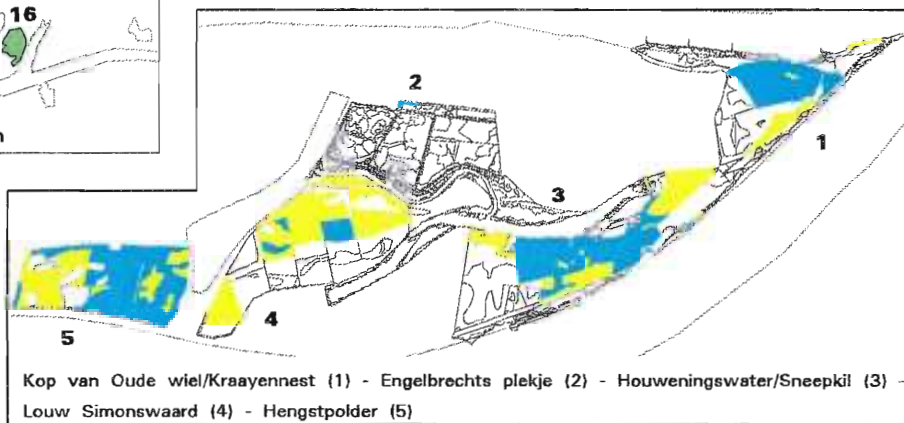 16
n
2
1
3
4
5
Kop van Oude wiel/Kraayennest (1) - Engelbrechts plekje (2) - Houweningswater/Sneepkil (3) -
Louw Simonswaard (4) - Hengstpolder (5)